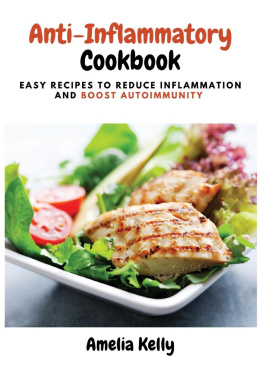 Anti-Inflammatory
Cookbook
EASY RECIPES TO REDUCE INFLAMMATION
AND BOOST AUTOIMMUNITY
Amelia Kelly